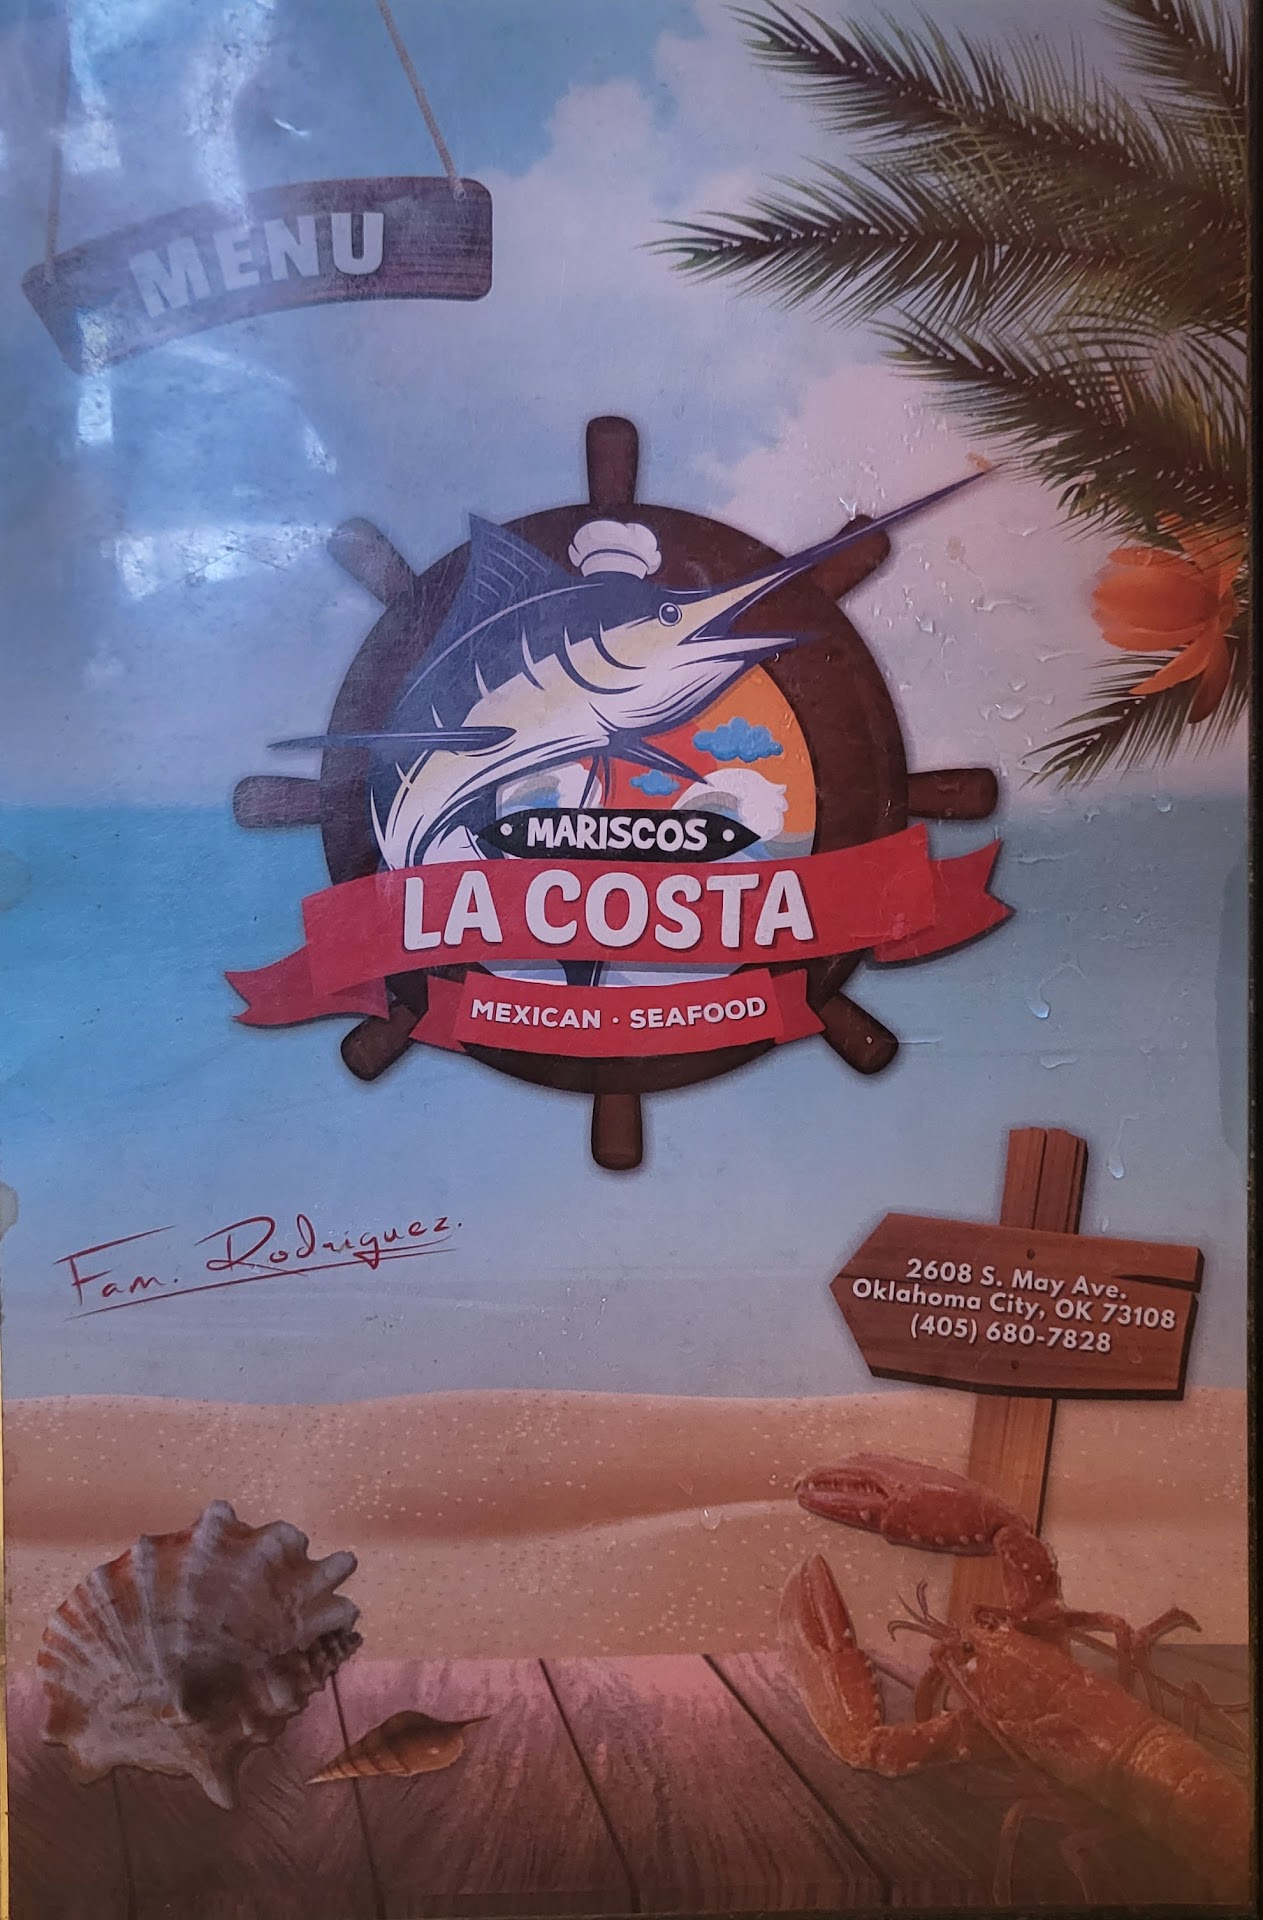 MENU
MARISCOS
LA COSTA
MEXICAN · SEAFOOD
Fam. Rodriguez.
2608 S. May Ave.
Oklahoma City, OK 73108
(405) 680-7828